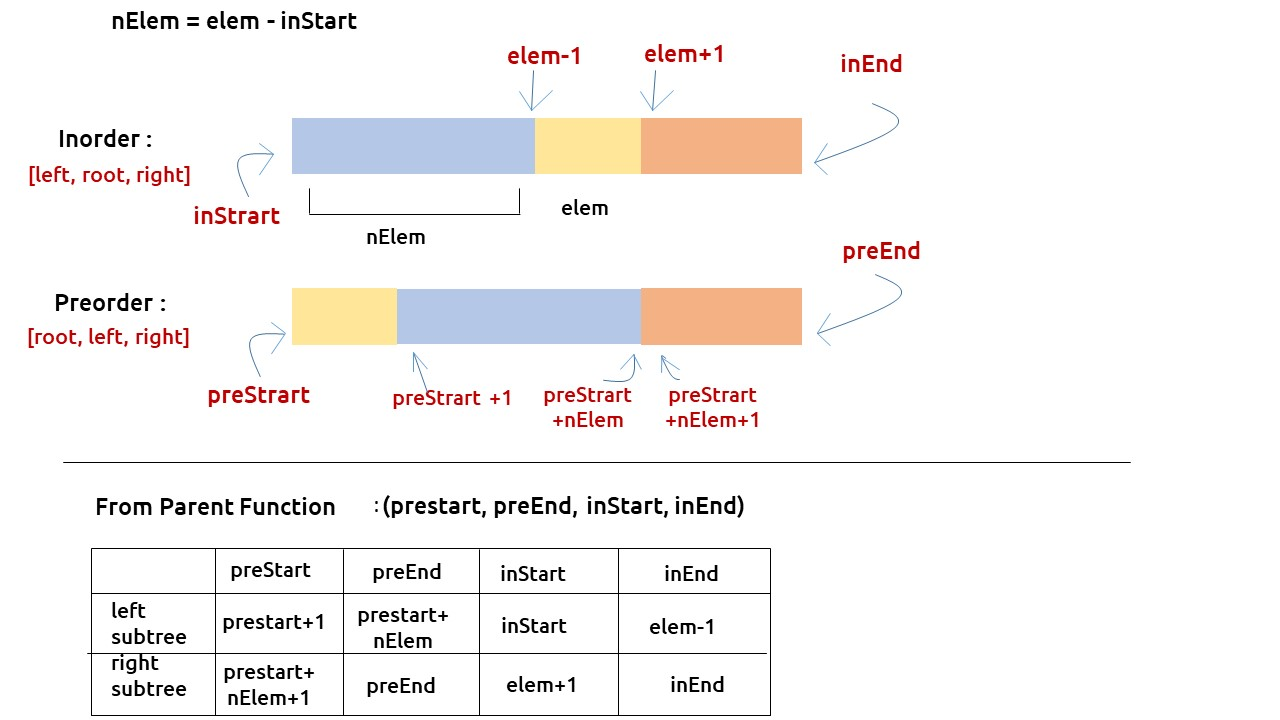 nElem = elem - inStart
elem-1
elem+1
inEnd
Inorder :
[left, root, right]
inStrart
nElem
elem
preEnd
Preorder :
[root, left, right]
preStrart
preStrart +1
preStrart
+nElem
preStrart
+nElem+1
From Parent Function :(prestart, preEnd, inStart, inEnd)
preStart preEnd inStart inEnd
left
subtree
prestart+1
prestart+
nElem
inStart
elem-1
right
subtree
prestart+
nElem+1
preEnd
elem+1
inEnd